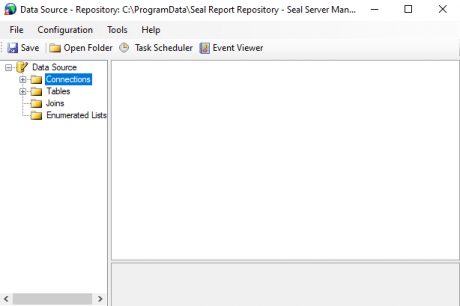 Data Source - Repository: C:\ProgramData\Seal Report Repository - Seal Server Man...
File Configuration Tools Help
Save Open Folder Task Scheduler Event Viewer
Data Source
Connections
Tables
Joins
Enumerated Lists